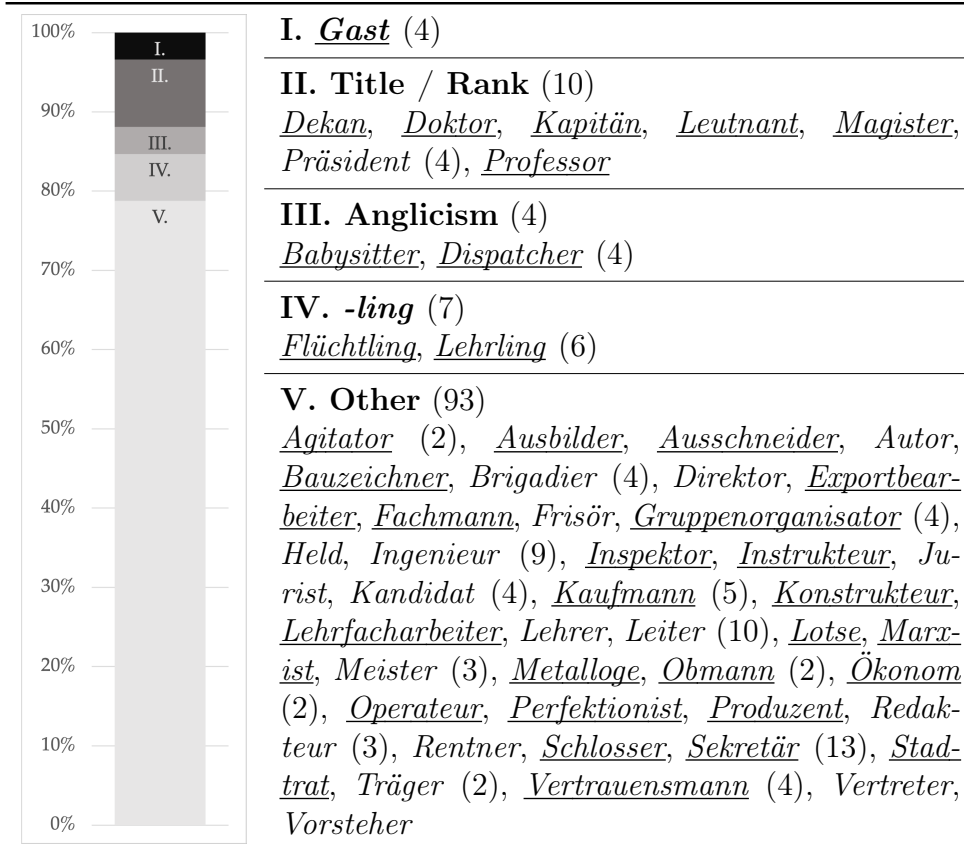 100%
90%
80%
70%
60%
50%
40%
30%
20%
10%
0%
I.
II.
III.
IV.
V.
I. Gast (4)
II. Title / Rank (10)
Dekan, Doktor, Kapitän, Leutnant, Magister,
Präsident (4), Professor
III. Anglicism (4)
Babysitter, Dispatcher (4)
IV. -ling (7)
Flüchtling, Lehrling (6)
V. Other (93)
Agitator (2), Ausbilder, Ausschneider, Autor,
Bauzeichner, Brigadier (4), Direktor, Exportbear-
beiter, Fachmann, Frisör, Gruppenorganisator (4),
Held, Ingenieur (9), Inspektor, Instrukteur, Ju-
rist, Kandidat (4), Kaufmann (5), Konstrukteur,
Lehrfacharbeiter, Lehrer, Leiter (10), Lotse, Marx-
ist, Meister (3), Metalloge, Obmann (2), Ökonom
(2), Operateur, Perfektionist, Produzent, Redak-
teur (3), Rentner, Schlosser, Sekretär (13), Stad-
trat, Träger (2), Vertrauensmann (4), Vertreter,
Vorsteher